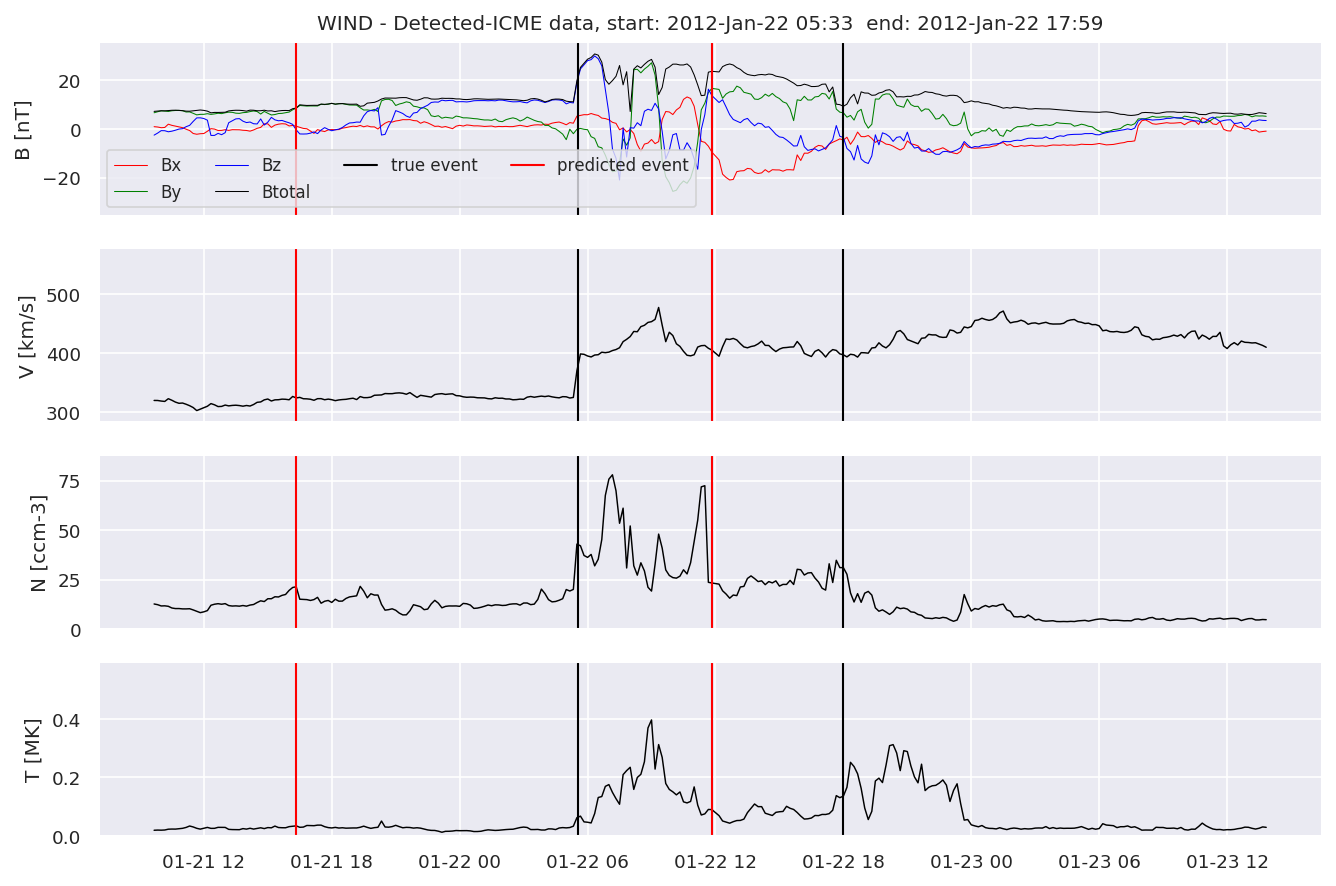 WIND - Detected-ICME data, start: 2012-Jan-22 05:33  end: 2012-Jan-22 17:59
B [nT]
20
0
−20
Bx Bz true event predicted event
By Btotal
V [km/s]
500
400
300
N [ccm-3]
75
50
25
0
T [MK]
0.4
0.2
0.0
01-21 12 01-21 18 01-22 00 01-22 06 01-22 12 01-22 18 01-23 00 01-23 06 01-23 12